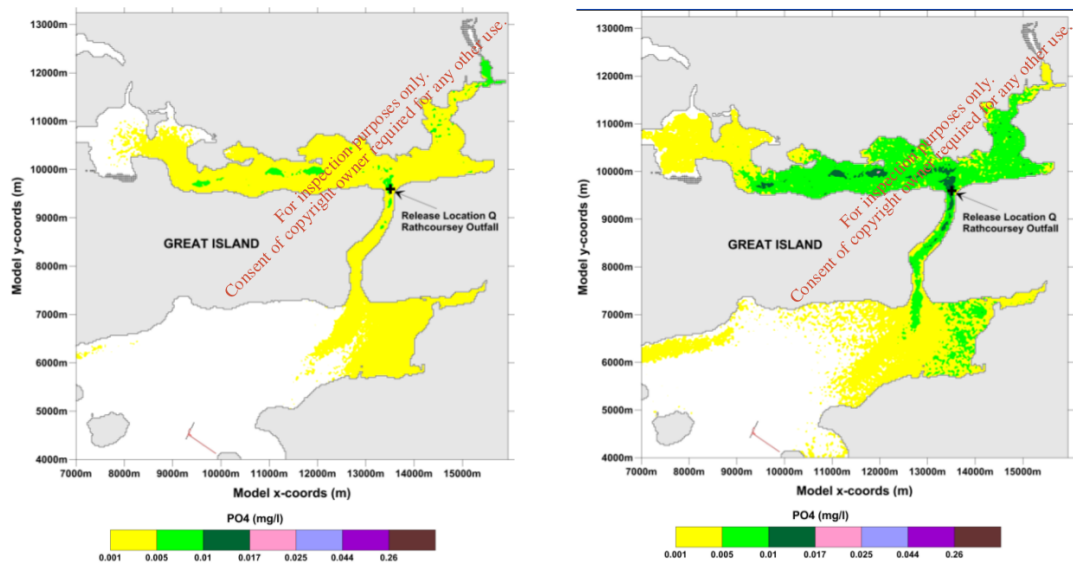 13000m
12000m
11000m
10000m
9000m
8000m
7000m
6000m
5000m
4000m
Model y-coords (m)
7000m 8000m 9000m 10000m 11000m 12000m 13000m 14000m 15000m
Model x-coords (m)
GREAT ISLAND
Release Location Q
Rathcoursey Outfall
For inspection purposes only.
Consent of copyright owner required for any other use.
PO4 (mg/l)
0.001 0.005 0.01 0.017 0.025 0.044 0.26
13000m
12000m
11000m
10000m
9000m
8000m
7000m
6000m
5000m
4000m
Model y-coords (m)
7000m 8000m 9000m 10000m 11000m 12000m 13000m 14000m 15000m
Model x-coords (m)
GREAT ISLAND
Release Location Q
Rathcoursey Outfall
For inspection purposes only.
Consent of copyright owner required for any other use.
PO4 (mg/l)
0.001 0.005 0.01 0.017 0.025 0.044 0.26